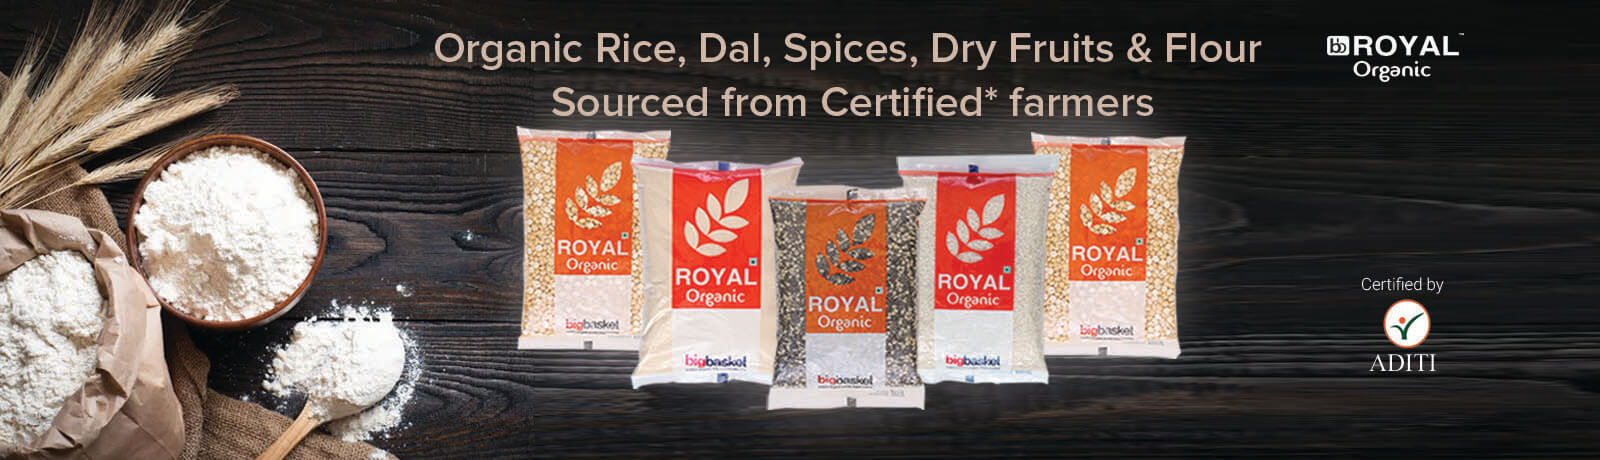 Organic Rice, Dal, Spices, Dry Fruits & Flour
Sourced from Certified* farmers
bb ROYAL™
Organic
ROYAL
Organic
bigbasket
ROYAL
Organic
bigbasket
ROYAL
Organic
bigbasket
ROYAL
Organic
bigbasket
ROYAL
Organic
bigbasket
Certified by
ADITI